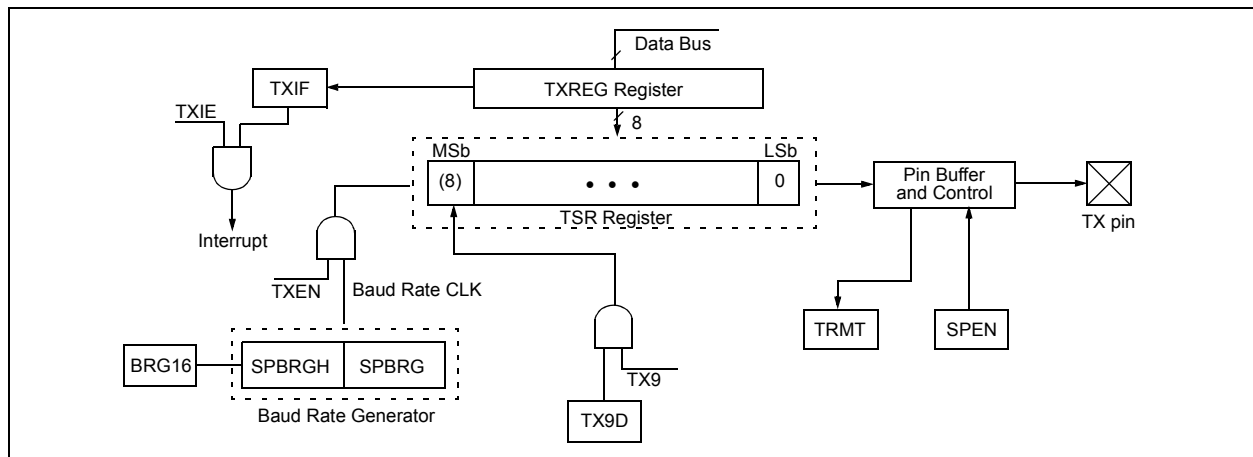 Data Bus
TXIF
TXREG Register
TXIE
8
MSb
LSb
(8)
• • •
0
Pin Buffer
and Control
TSR Register
TX pin
Interrupt
TXEN
Baud Rate CLK
TRMT
SPEN
BRG16
SPBRGH
SPBRG
TX9
Baud Rate Generator
TX9D